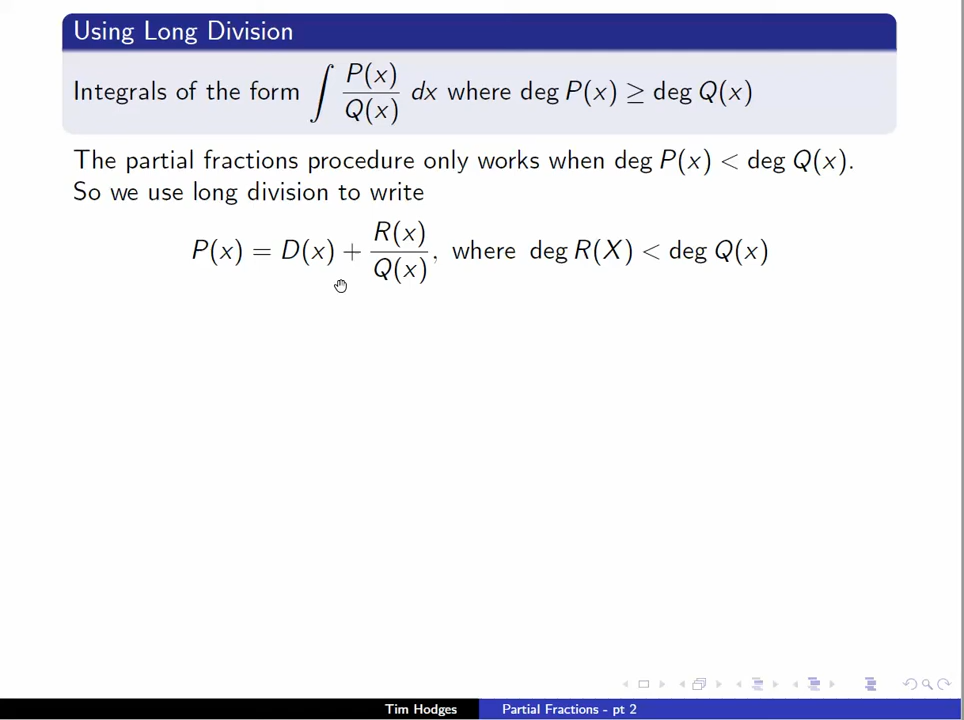 Using Long Division
Integrals of the form ∫ P(x)/Q(x) dx where deg P(x) ≥ deg Q(x)
The partial fractions procedure only works when deg P(x) < deg Q(x).
So we use long division to write
P(x) = D(x) + R(x)/Q(x), where deg R(X) < deg Q(x)
Tim Hodges
Partial Fractions - pt 2